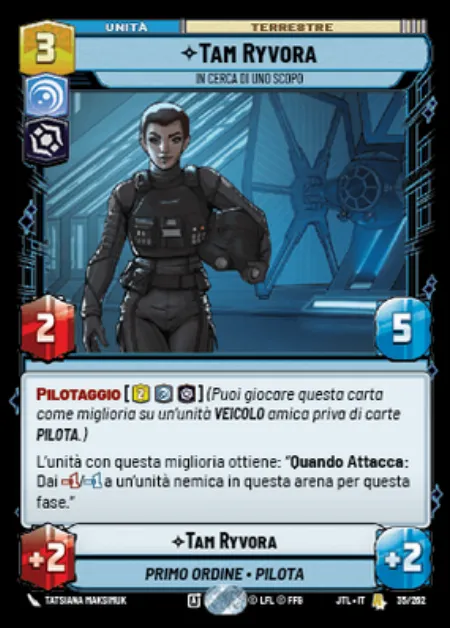 UNITÀ TERRESTRE
3 TAM RYVORA
IN CERCA DI UNO SCOPO
2 5
PILOTAGGIO [2] (Puoi giocare questa carta
come miglioria su un'unità VEICOLO amica priva di carte
PILOTA.)
L'unità con questa miglioria ottiene: "Quando Attacca:
Dai -1/-1 a un'unità nemica in questa arena per questa
fase."
+2 TAM RYVORA +2
PRIMO ORDINE • PILOTA
TATSIANA MAKSIMUK A © LFL © FFG JTL • IT 35/262